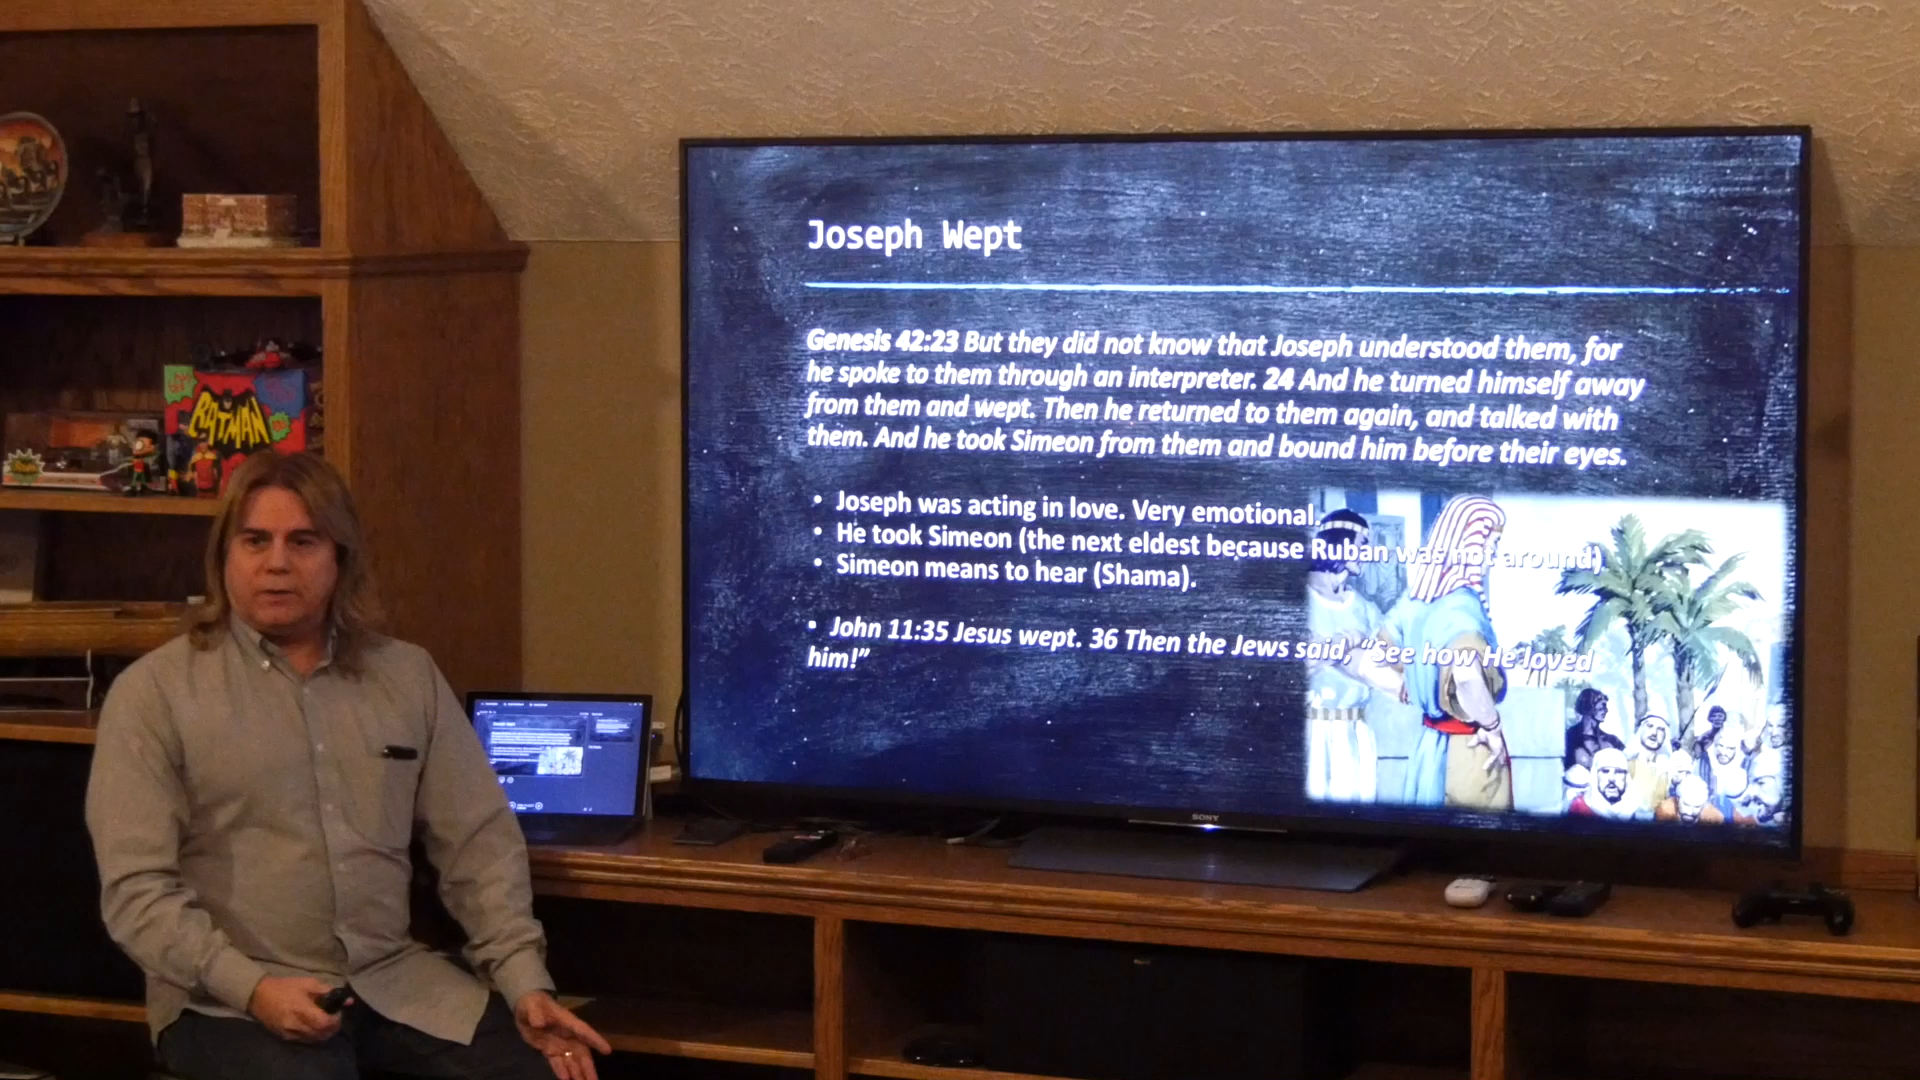 Joseph Wept
Genesis 42:23 But they did not know that Joseph understood them, for
he spoke to them through an interpreter. 24 And he turned himself away
from them and wept. Then he returned to them again, and talked with
them. And he took Simeon from them and bound him before their eyes.
• Joseph was acting in love. Very emotional.
• He took Simeon (the next eldest because Ruban was not around)
• Simeon means to hear (Shama).
▪ John 11:35 Jesus wept. 36 Then the Jews said, “See how He loved
him!”
BATMAN
SONY